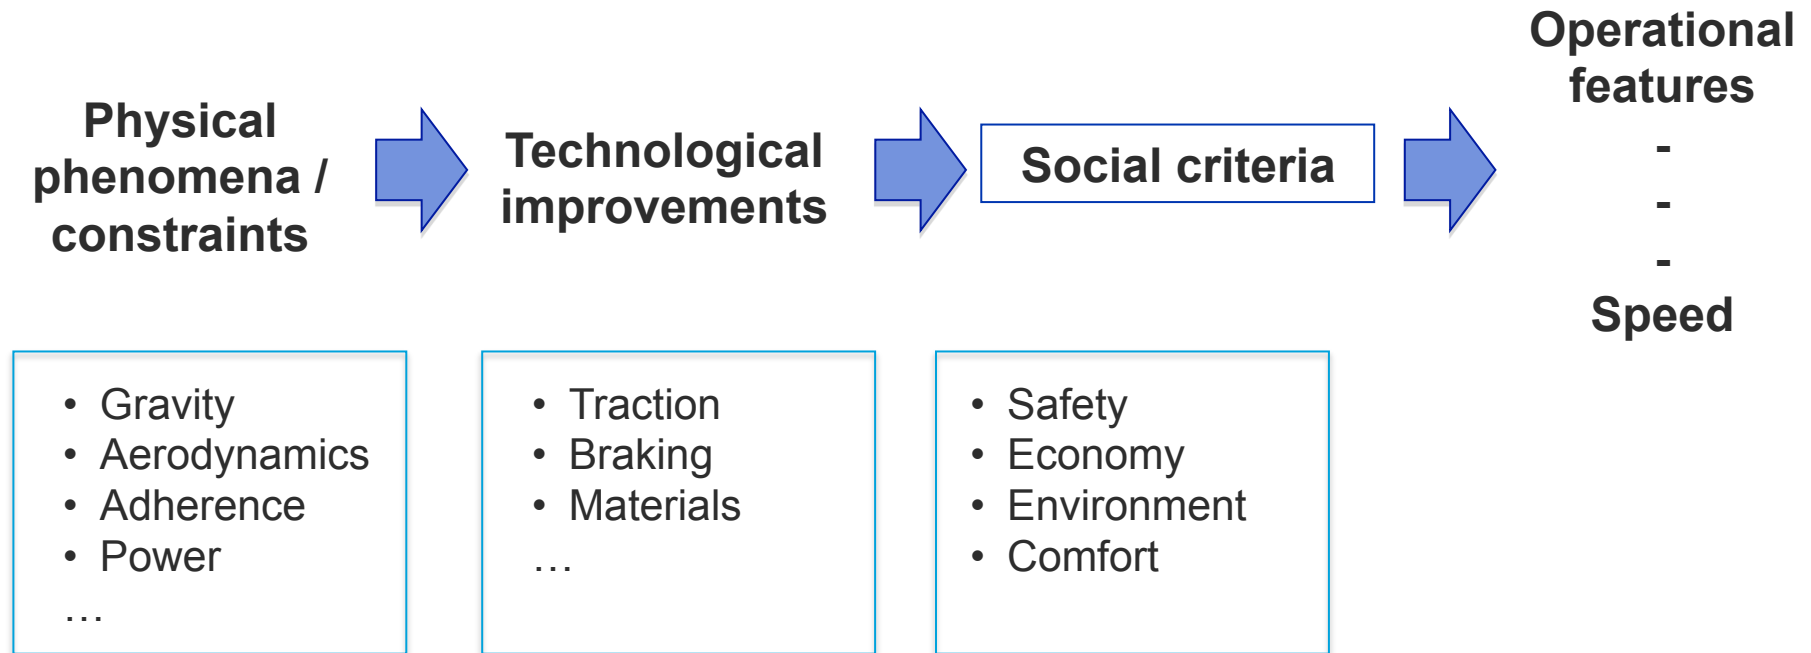 Physical
phenomena /
constraints
Technological
improvements
Social criteria
Operational
features
-
-
-
Speed
• Gravity
• Aerodynamics
• Adherence
• Power
…
• Traction
• Braking
• Materials
…
• Safety
• Economy
• Environment
• Comfort